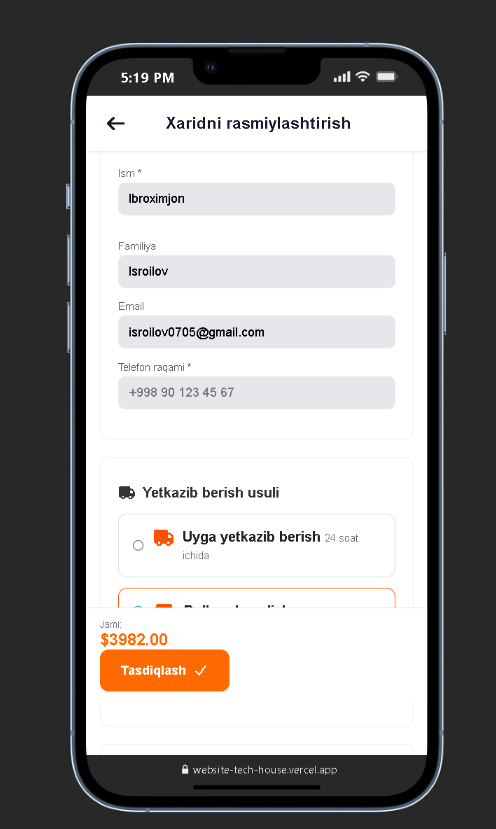 5:19 PM
Xaridni rasmiylashtirish
Ism *
Ibroximjon
Familiya
Isroilov
Email
isroilov0705@gmail.com
Telefon raqami *
+998 90 123 45 67
Yetkazib berish usuli
Uyga yetkazib berish 24 soat
ichida
Jami:
$3982.00
Tasdiqlash
website-tech-house.vercel.app